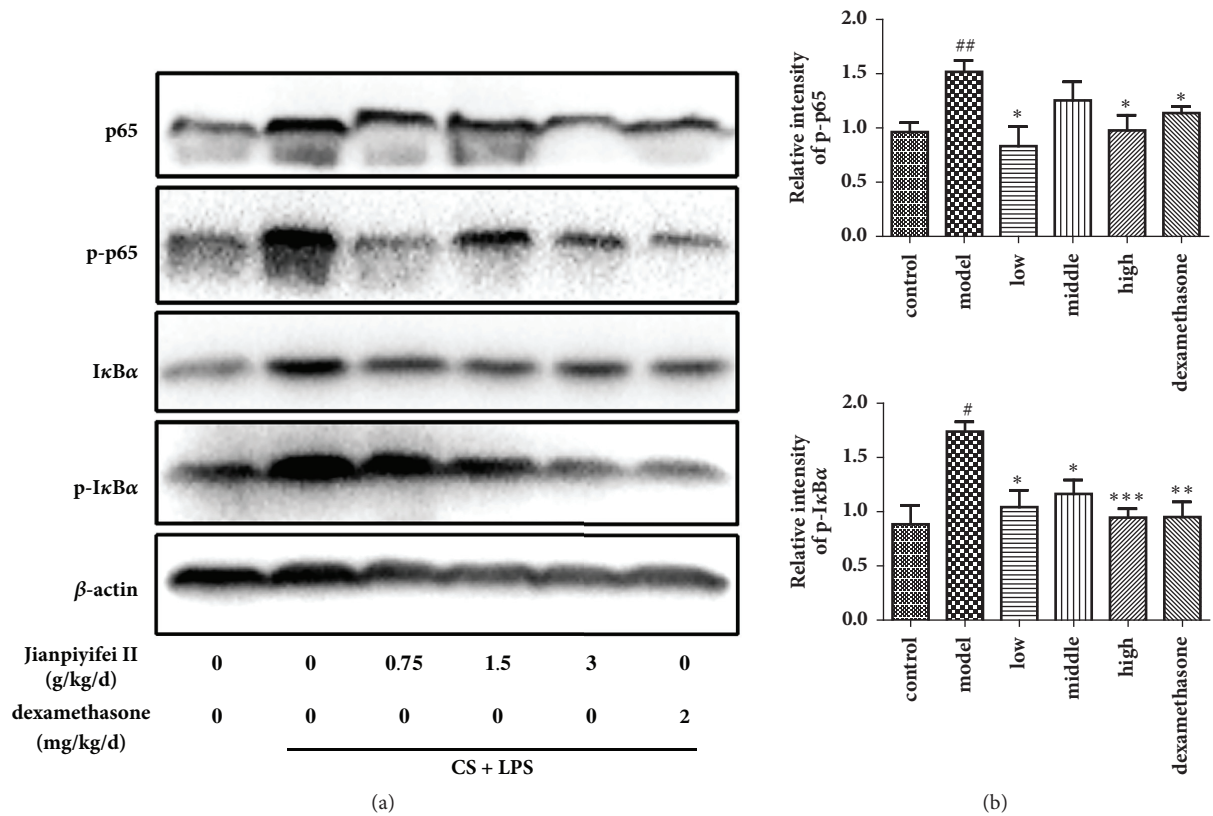 p65
p-p65
IκBα
p-IκBα
β-actin
Jianpiyifei II 0 0 0.75 1.5 3 0
(g/kg/d)
dexamethasone 0 0 0 0 0 2
(mg/kg/d)
CS + LPS
(a)
Relative intensity
of p-p65
2.0
1.5
1.0
0.5
0.0
##
*
*
*
control
model
low
middle
high
dexamethasone
Relative intensity
of p-IκBα
2.0
1.5
1.0
0.5
0.0
#
*
*
***
**
control
model
low
middle
high
dexamethasone
(b)